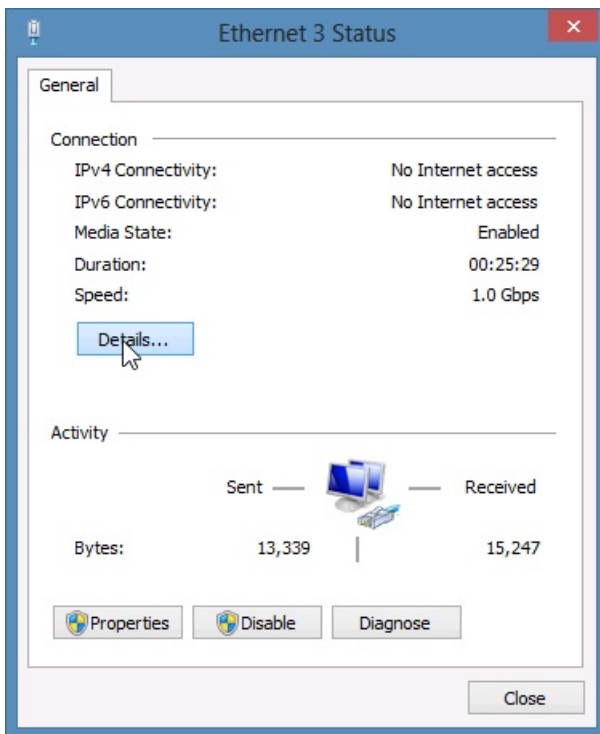 Ethernet 3 Status
General
Connection
IPv4 Connectivity: No Internet access
IPv6 Connectivity: No Internet access
Media State: Enabled
Duration: 00:25:29
Speed: 1.0 Gbps
Details...
Activity
Sent Received
Bytes: 13,339 15,247
Properties Disable Diagnose
Close